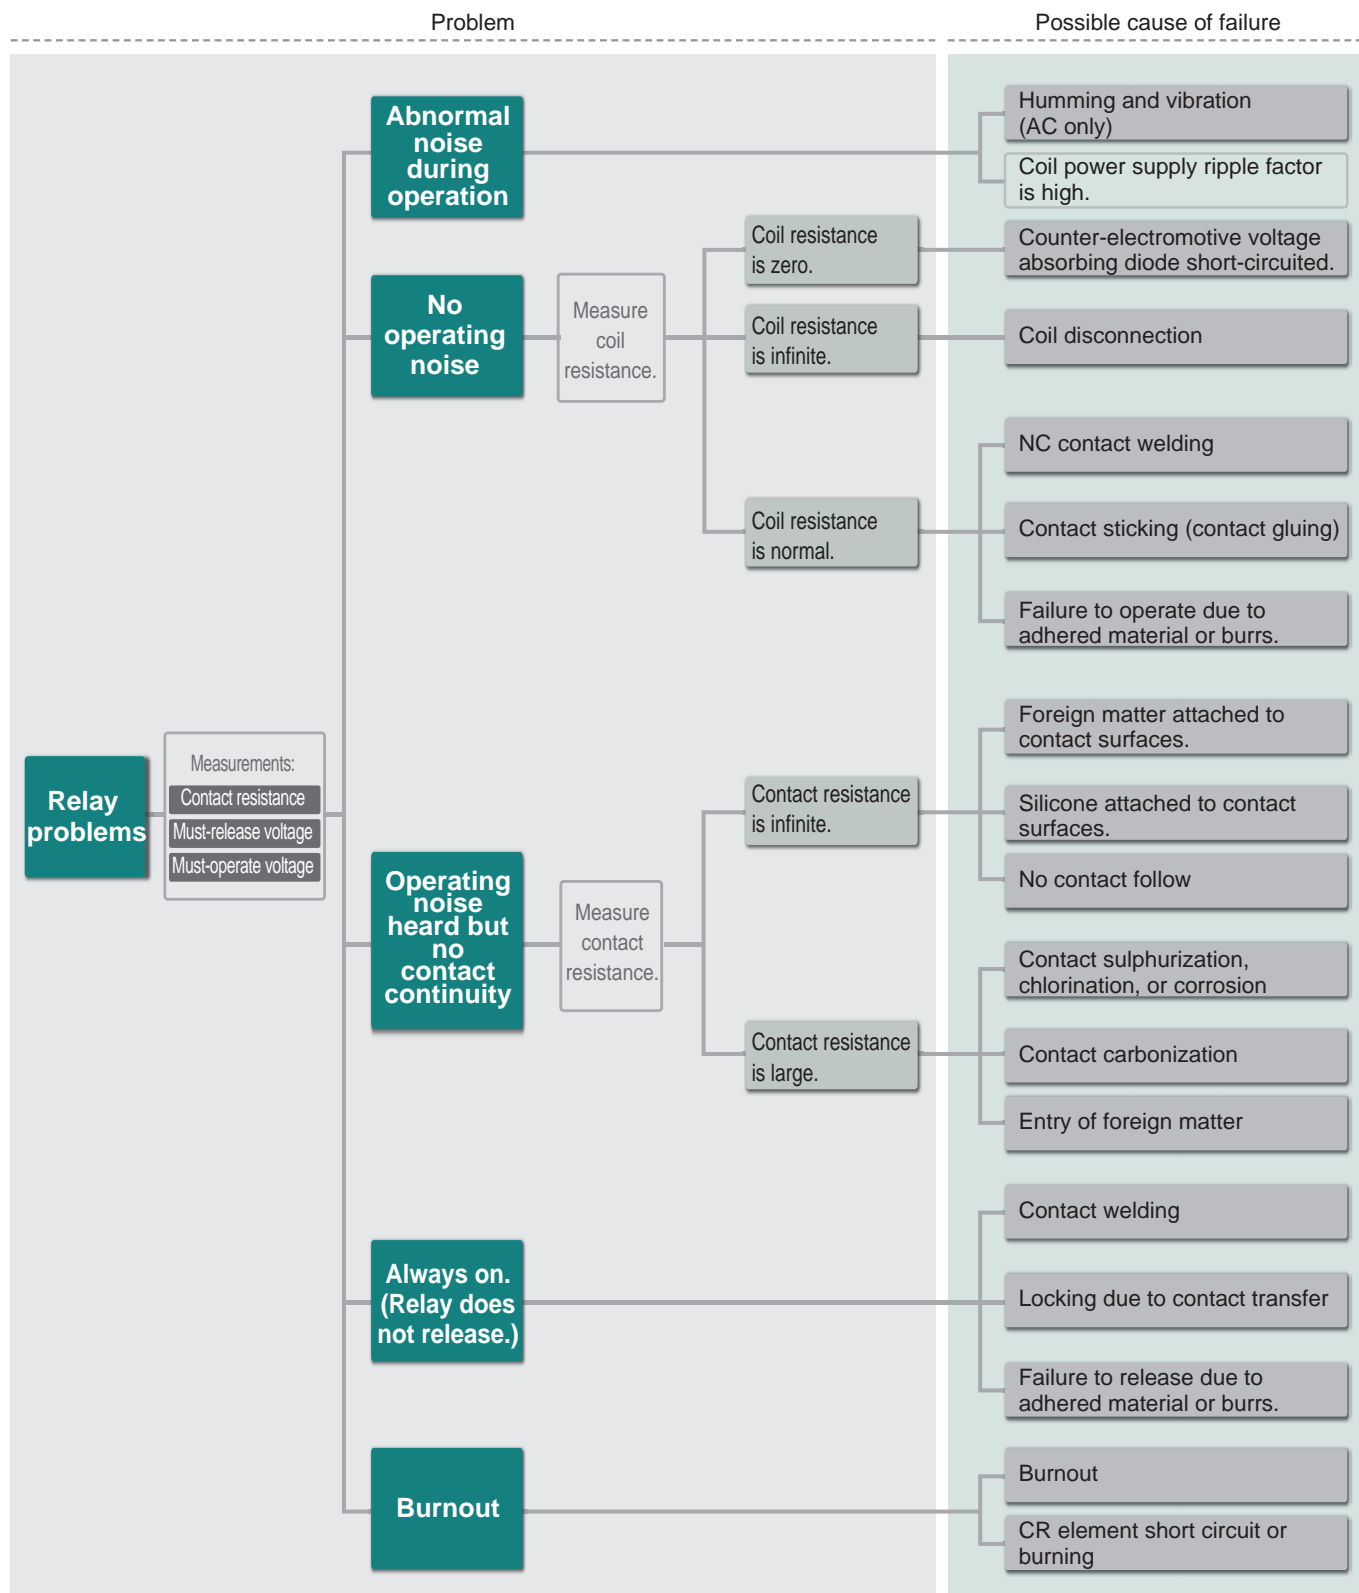 Problem
Possible cause of failure
Relay
problems
Measurements:
Contact resistance
Must-release voltage
Must-operate voltage
Abnormal
noise
during
operation
Humming and vibration
(AC only)
Coil power supply ripple factor
is high.
No
operating
noise
Measure
coil
resistance.
Coil resistance
is zero.
Counter-electromotive voltage
absorbing diode short-circuited.
Coil resistance
is infinite.
Coil disconnection
Coil resistance
is normal.
NC contact welding
Contact sticking (contact gluing)
Failure to operate due to
adhered material or burrs.
Operating
noise
heard but
no
contact
continuity
Measure
contact
resistance.
Contact resistance
is infinite.
Foreign matter attached to
contact surfaces.
Silicone attached to contact
surfaces.
No contact follow
Contact resistance
is large.
Contact sulphurization,
chlorination, or corrosion
Contact carbonization
Entry of foreign matter
Always on.
(Relay does
not release.)
Contact welding
Locking due to contact transfer
Failure to release due to
adhered material or burrs.
Burnout
Burnout
CR element short circuit or
burning